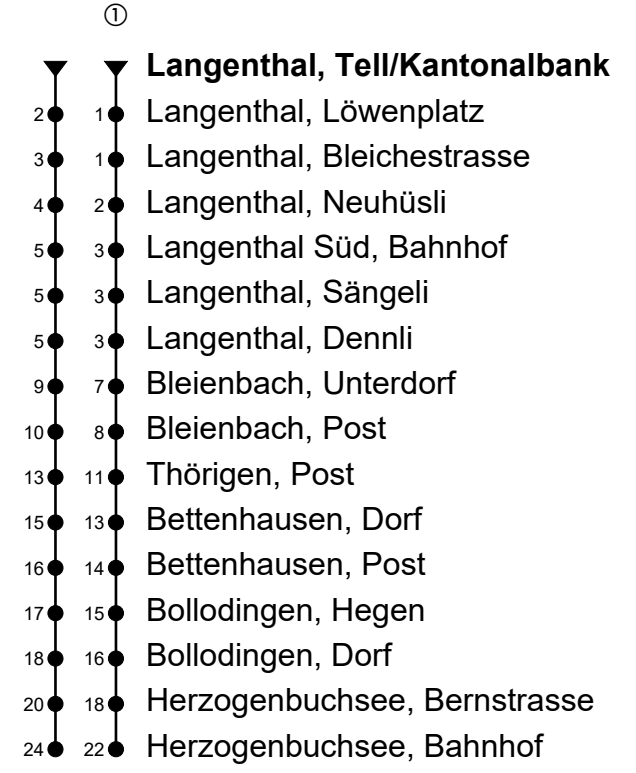 ①
Langenthal, Tell/Kantonalbank
2 1 Langenthal, Löwenplatz
3 1 Langenthal, Bleichestrasse
4 2 Langenthal, Neuhüsli
5 3 Langenthal Süd, Bahnhof
5 3 Langenthal, Sängeli
5 3 Langenthal, Dennli
9 7 Bleienbach, Unterdorf
10 8 Bleienbach, Post
13 11 Thörigen, Post
15 13 Bettenhausen, Dorf
16 14 Bettenhausen, Post
17 15 Bollodingen, Hegen
18 16 Bollodingen, Dorf
20 18 Herzogenbuchsee, Bernstrasse
24 22 Herzogenbuchsee, Bahnhof